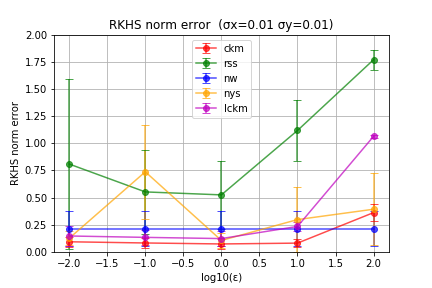 RKHS norm error (σx=0.01 σy=0.01)
2.00
1.75
1.50
1.25
1.00
0.75
0.50
0.25
0.00
RKHS norm error
ckm
rss
nw
nys
lckm
−2.0 −1.5 −1.0 −0.5 0.0 0.5 1.0 1.5 2.0
log10(ε)